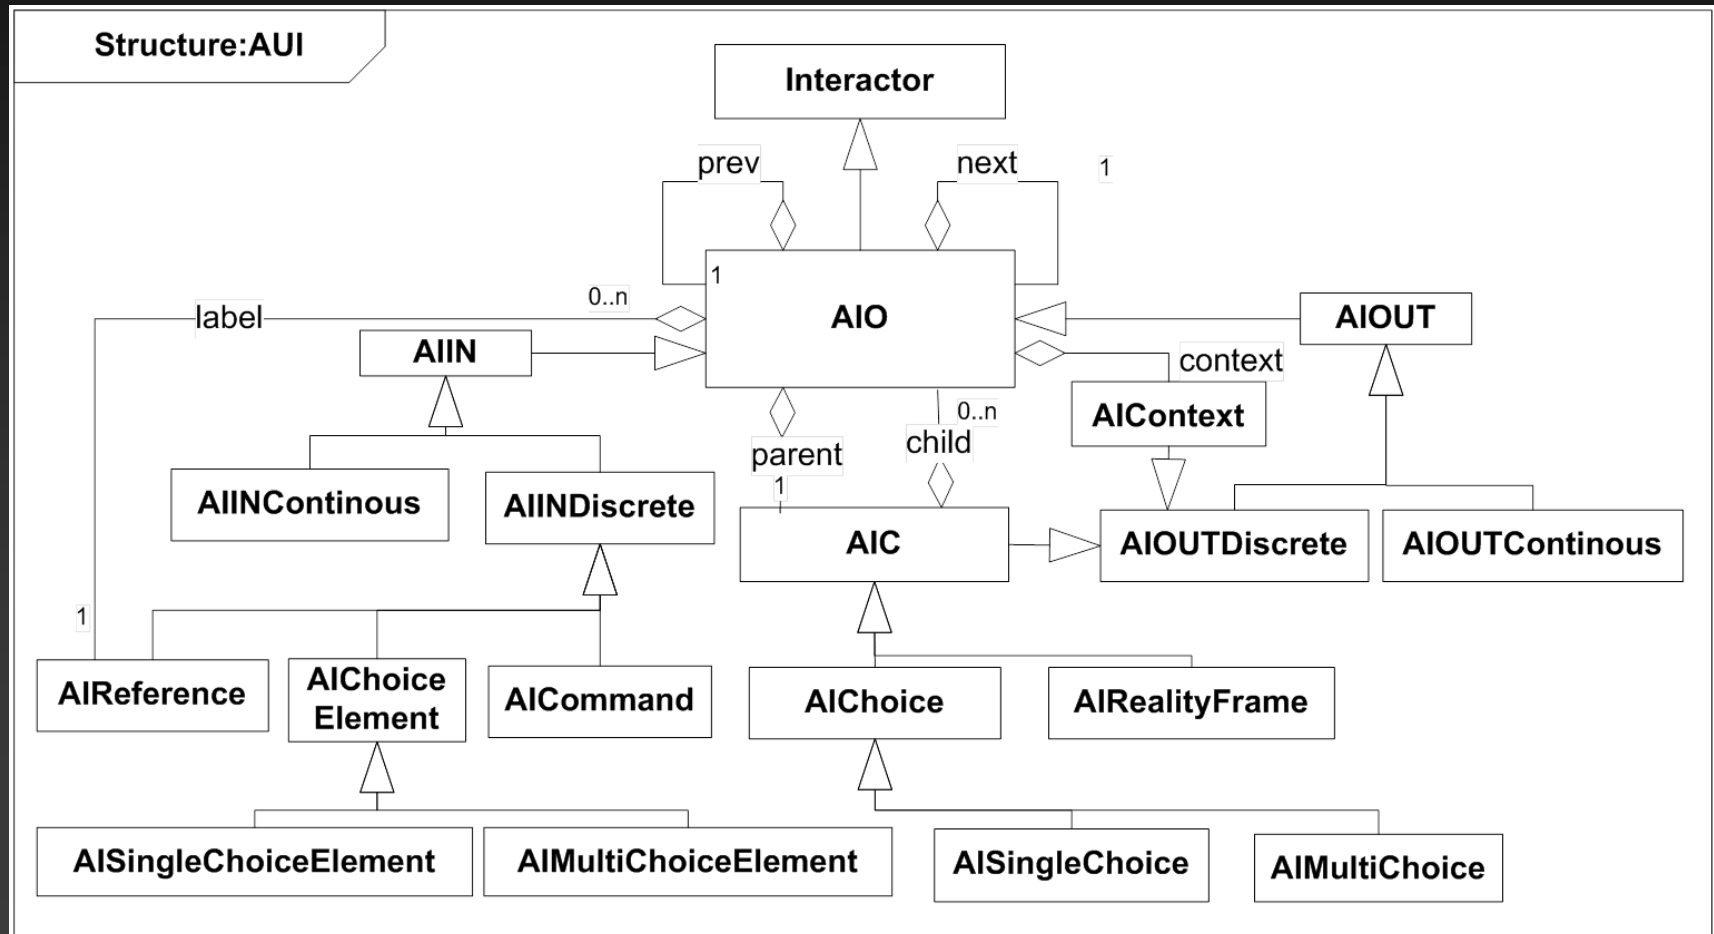 Structure:AUI
Interactor
prev
next
1
1
0..n
label
AIO
AIOUT
AIIN
context
AIContext
0..n
child
parent
1
AIINContinous
AIINDiscrete
AIC
AIOUTDiscrete
AIOUTContinous
1
AIReference
AIChoice
Element
AICommand
AIChoice
AIRealityFrame
AISingleChoiceElement
AIMultiChoiceElement
AISingleChoice
AIMultiChoice